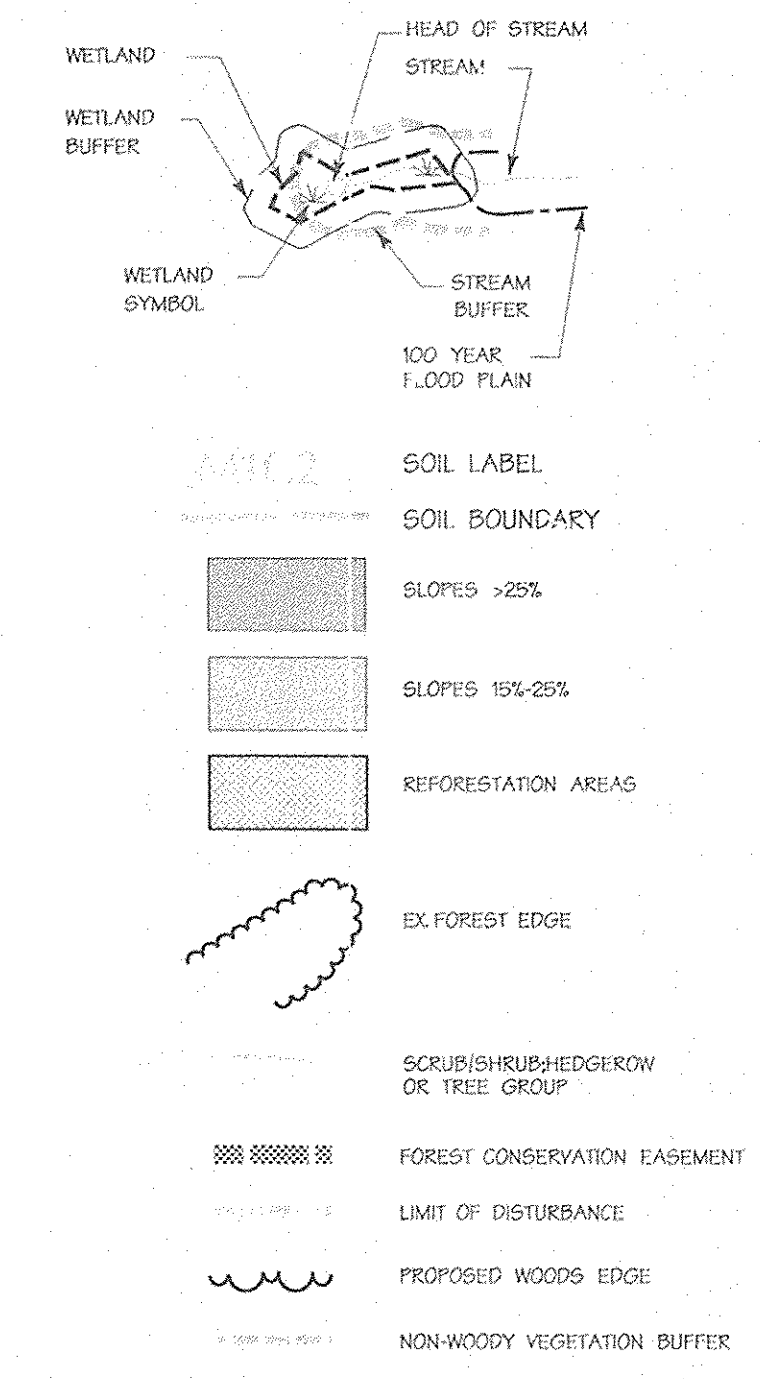 HEAD OF STREAM
WETLAND
STREAM
WETLAND
BUFFER
WETLAND
SYMBOL
STREAM
BUFFER
100 YEAR
FLOOD PLAIN
SOIL LABEL
SOIL BOUNDARY
SLOPES >25%
SLOPES 15%-25%
REFORESTATION AREAS
EX. FOREST EDGE
SCRUB/SHRUB;HEDGEROW
OR TREE GROUP
FOREST CONSERVATION EASEMENT
LIMIT OF DISTURBANCE
PROPOSED WOODS EDGE
NON-WOODY VEGETATION BUFFER